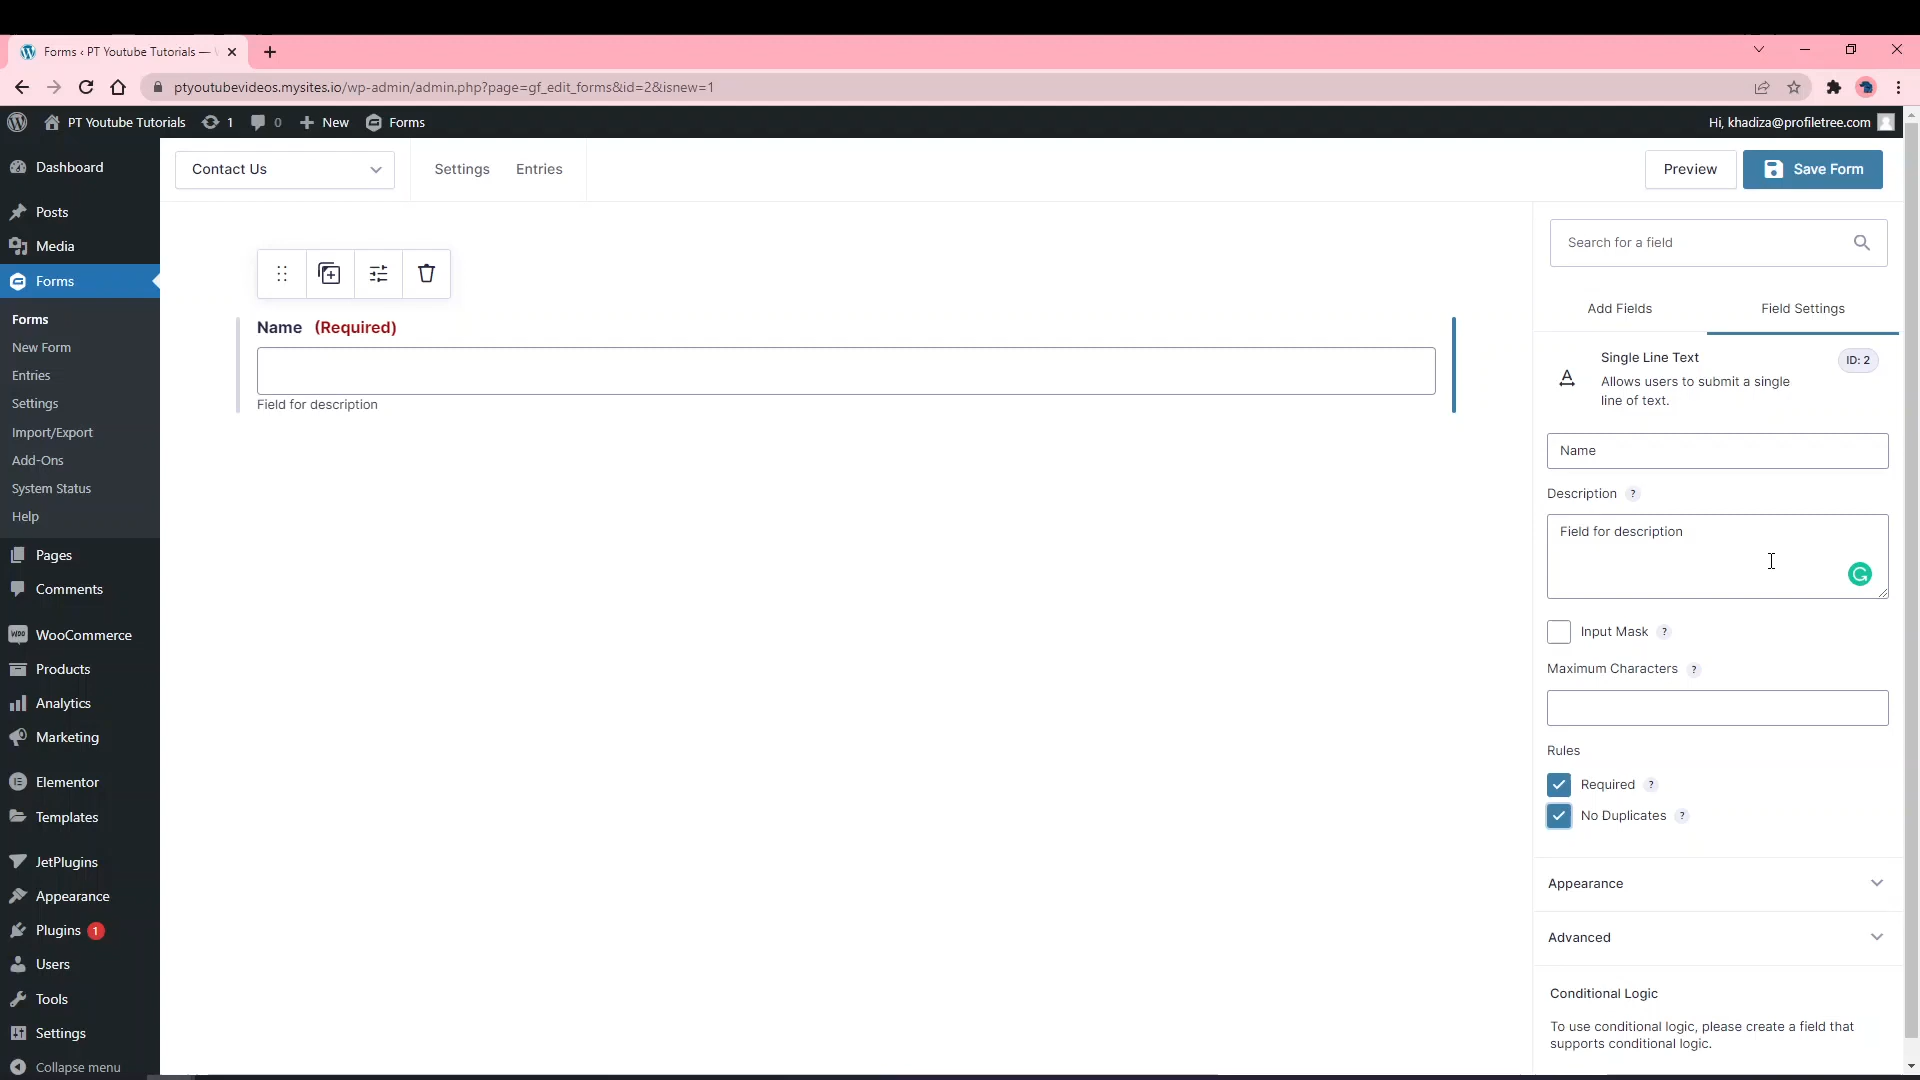 Forms ‹ PT Youtube Tutorials —
ptyoutubevideos.mysites.io/wp-admin/admin.php?page=gf_edit_forms&id=2&isnew=1
PT Youtube Tutorials 1 0 New Forms
Hi, khadiza@profiletree.com
Dashboard
Posts
Media
Forms
Forms
New Form
Entries
Settings
Import/Export
Add-Ons
System Status
Help
Pages
Comments
WOO WooCommerce
Products
Analytics
Marketing
Elementor
Templates
JetPlugins
Appearance
Plugins 1
Users
Tools
Settings
Collapse menu
Contact Us
Settings Entries
Preview Save Form
Name (Required)
Field for description
Search for a field
Add Fields Field Settings
Single Line Text
ID: 2
Allows users to submit a single
line of text.
Name
Description ?
Field for description
Input Mask ?
Maximum Characters ?
Rules
Required ?
No Duplicates ?
Appearance
Advanced
Conditional Logic
To use conditional logic, please create a field that
supports conditional logic.